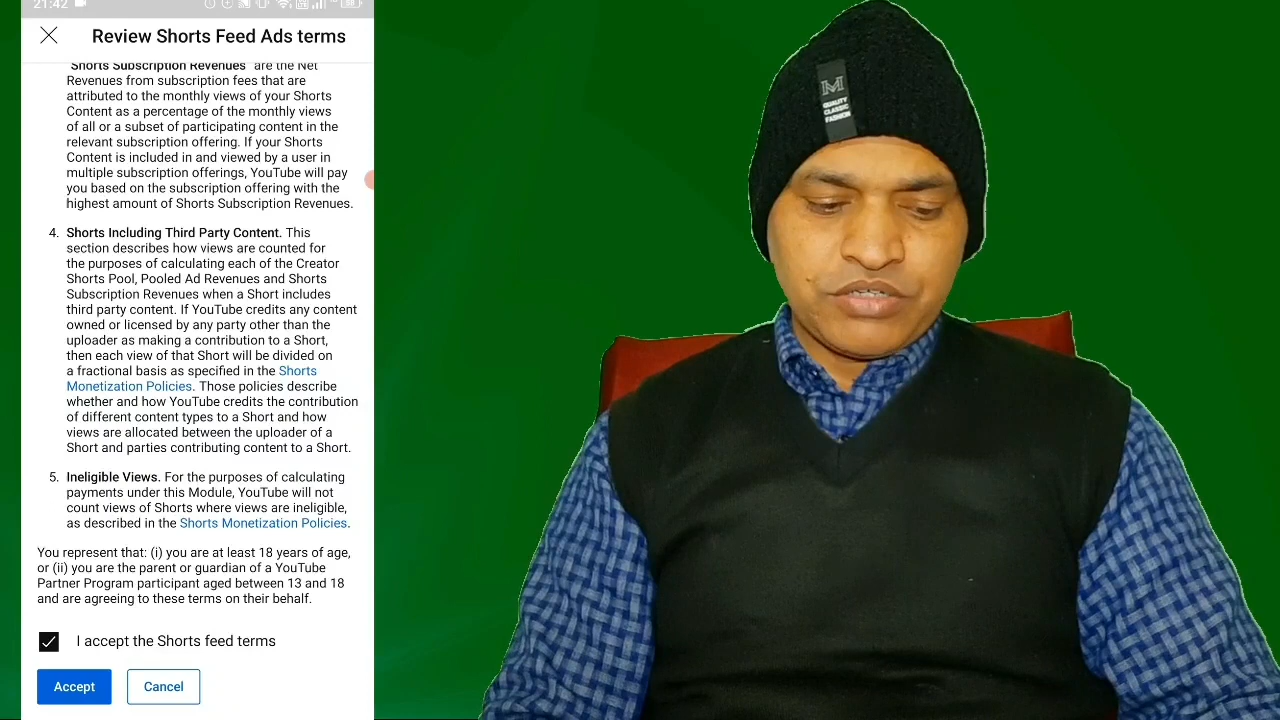 21:42
Review Shorts Feed Ads terms
"Shorts Subscription Revenues" are the Net
Revenues from subscription fees that are
attributed to the monthly views of your Shorts
Content as a percentage of the monthly views
of all or a subset of participating content in the
relevant subscription offering. If your Shorts
Content is included in and viewed by a user in
multiple subscription offerings, YouTube will pay
you based on the subscription offering with the
highest amount of Shorts Subscription Revenues.
4. Shorts Including Third Party Content. This
section describes how views are counted for
the purposes of calculating each of the Creator
Shorts Pool, Pooled Ad Revenues and Shorts
Subscription Revenues when a Short includes
third party content. If YouTube credits any content
owned or licensed by any party other than the
uploader as making a contribution to a Short,
then each view of that Short will be divided on
a fractional basis as specified in the Shorts
Monetization Policies. Those policies describe
whether and how YouTube credits the contribution
of different content types to a Short and how
views are allocated between the uploader of a
Short and parties contributing content to a Short.
5. Ineligible Views. For the purposes of calculating
payments under this Module, YouTube will not
count views of Shorts where views are ineligible,
as described in the Shorts Monetization Policies.
You represent that: (i) you are at least 18 years of age,
or (ii) you are the parent or guardian of a YouTube
Partner Program participant aged between 13 and 18
and are agreeing to these terms on their behalf.
I accept the Shorts feed terms
Accept Cancel
M
QUALITY
CLASSIC
FASHION